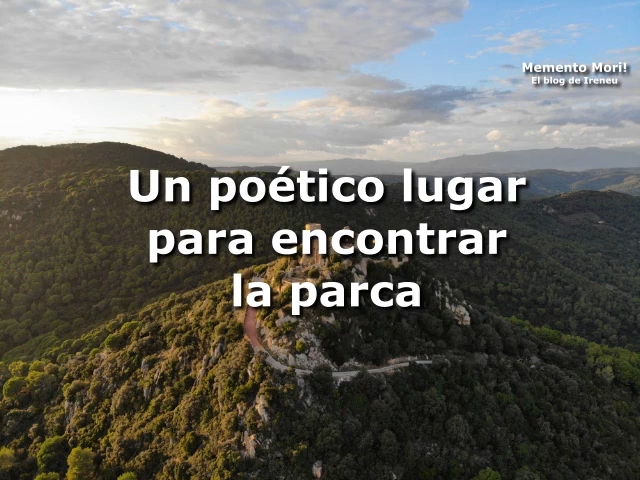 Memento Mori!
El blog de Ireneu
Un poético lugar
para encontrar
la parca